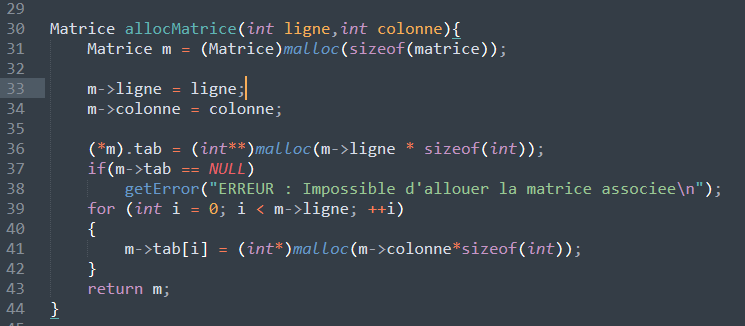 29
30 Matrice allocMatrice(int ligne,int colonne){
31     Matrice m = (Matrice)malloc(sizeof(matrice));
32
33     m->ligne = ligne;
34     m->colonne = colonne;
35
36     (*m).tab = (int**)malloc(m->ligne * sizeof(int));
37     if(m->tab == NULL)
38         getError("ERREUR : Impossible d'allouer la matrice associee\n");
39     for (int i = 0; i < m->ligne; ++i)
40     {
41         m->tab[i] = (int*)malloc(m->colonne*sizeof(int));
42     }
43     return m;
44 }